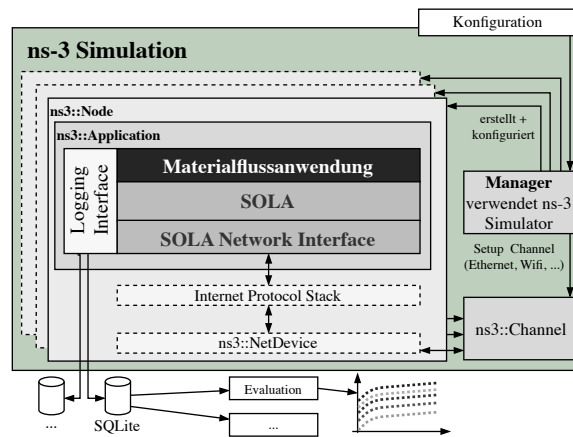 Konfiguration
ns-3 Simulation
ns3::Node
ns3::Application
Logging
Interface
Materialflussanwendung
SOLA
SOLA Network Interface
Internet Protocol Stack
ns3::NetDevice
erstellt +
konfiguriert
Manager
verwendet ns-3
Simulator
Setup Channel
(Ethernet, Wifi, ...)
ns3::Channel
...
SQLite
Evaluation
...